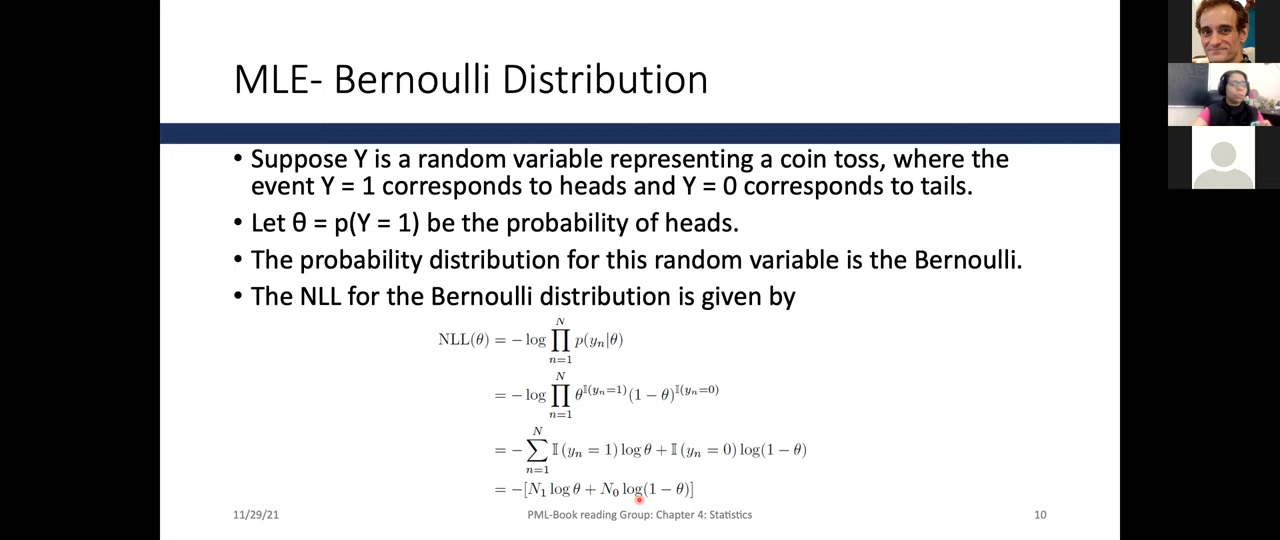 MLE- Bernoulli Distribution
• Suppose Y is a random variable representing a coin toss, where the
event Y = 1 corresponds to heads and Y = 0 corresponds to tails.
• Let θ = p(Y = 1) be the probability of heads.
• The probability distribution for this random variable is the Bernoulli.
• The NLL for the Bernoulli distribution is given by
NLL(θ) = − log ∏_{n=1}^{N} p(y_n|θ)
= − log ∏_{n=1}^{N} θ^{𝕀(y_n=1)} (1 − θ)^{𝕀(y_n=0)}
= − ∑_{n=1}^{N} 𝕀 (y_n = 1) log θ + 𝕀 (y_n = 0) log(1 − θ)
= −[N_1 log θ + N_0 log(1 − θ)]
11/29/21 PML-Book reading Group: Chapter 4: Statistics 10